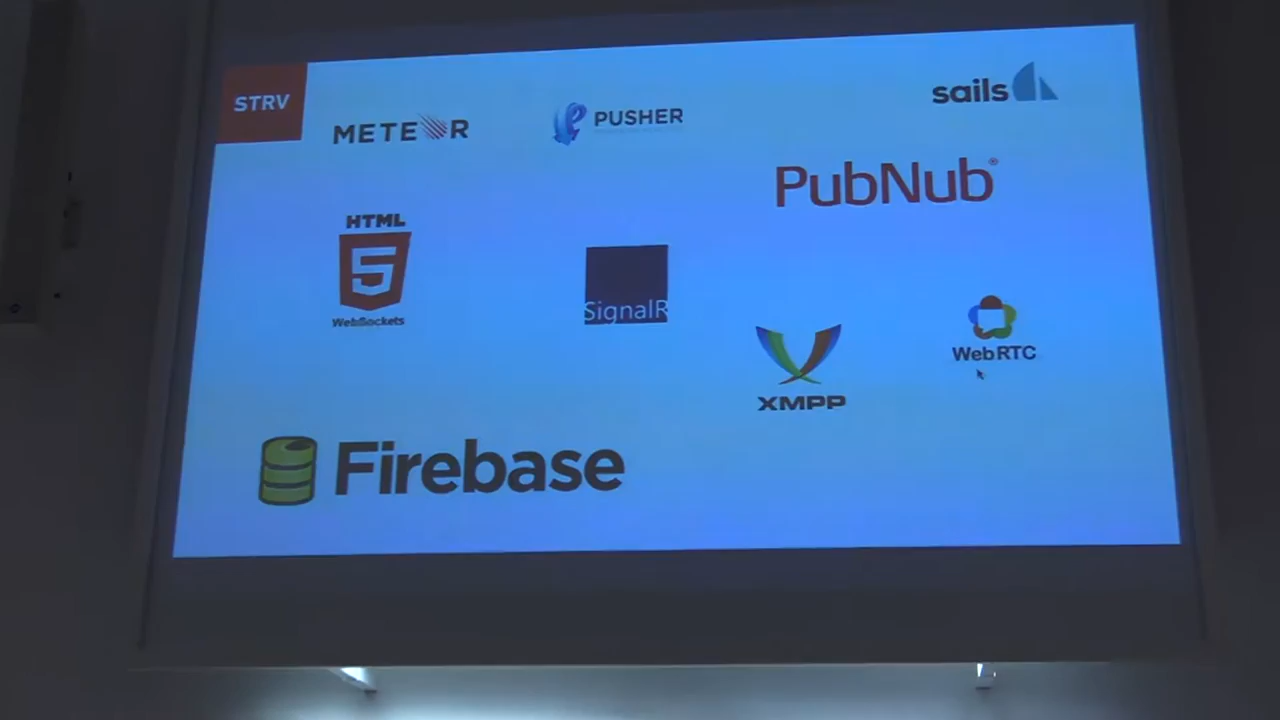 STRV
METEOR
PUSHER
sails
PubNub
HTML
5
WebSockets
SignalR
WebRTC
XMPP
Firebase